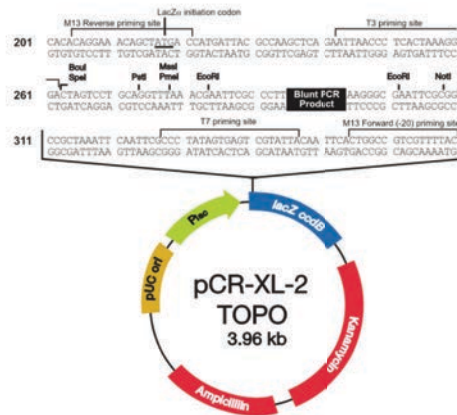 LacZα initiation codon
M13 Reverse priming site T3 priming site
201 CACACAGGAA ACAGCTATGA CCATGATTAC GCCAAGCTCA GAATTAACCC TCACTAAAGG
GTGTGTCCTT TGTCGATACT GGTACTAATG CGGTTCGAGT CTTAATTGGG AGTGATTTCC
PstI MseI PmeI EcoRI EcoRI NotI
SpeI
261 GACTAGTCCT GCAGGTTTAA ACGAATTCGC CCTT Blunt PCR Product AAGGGC GAATTCGCGG
CTGATCAGGA CGTCCAAATT TGCTTAAGCG GGAA TTCCCG CTTAAGCGCC
T7 priming site M13 Forward (-20) priming site
311 CCGCTAAATT CAATTCGCCC TATAGTGAGT CGTATTACAA TTCACTGGCC GTCGTTTTAC
GGCGATTTAA GTTAAGCGGG ATATCACTCA GCATAATGTT AAGTGACCGG CAGCAAAATG
Plac
lacZ ccdB
pUC ori
pCR-XL-2
TOPO
3.96 kb
Kanamycin
Ampicillin